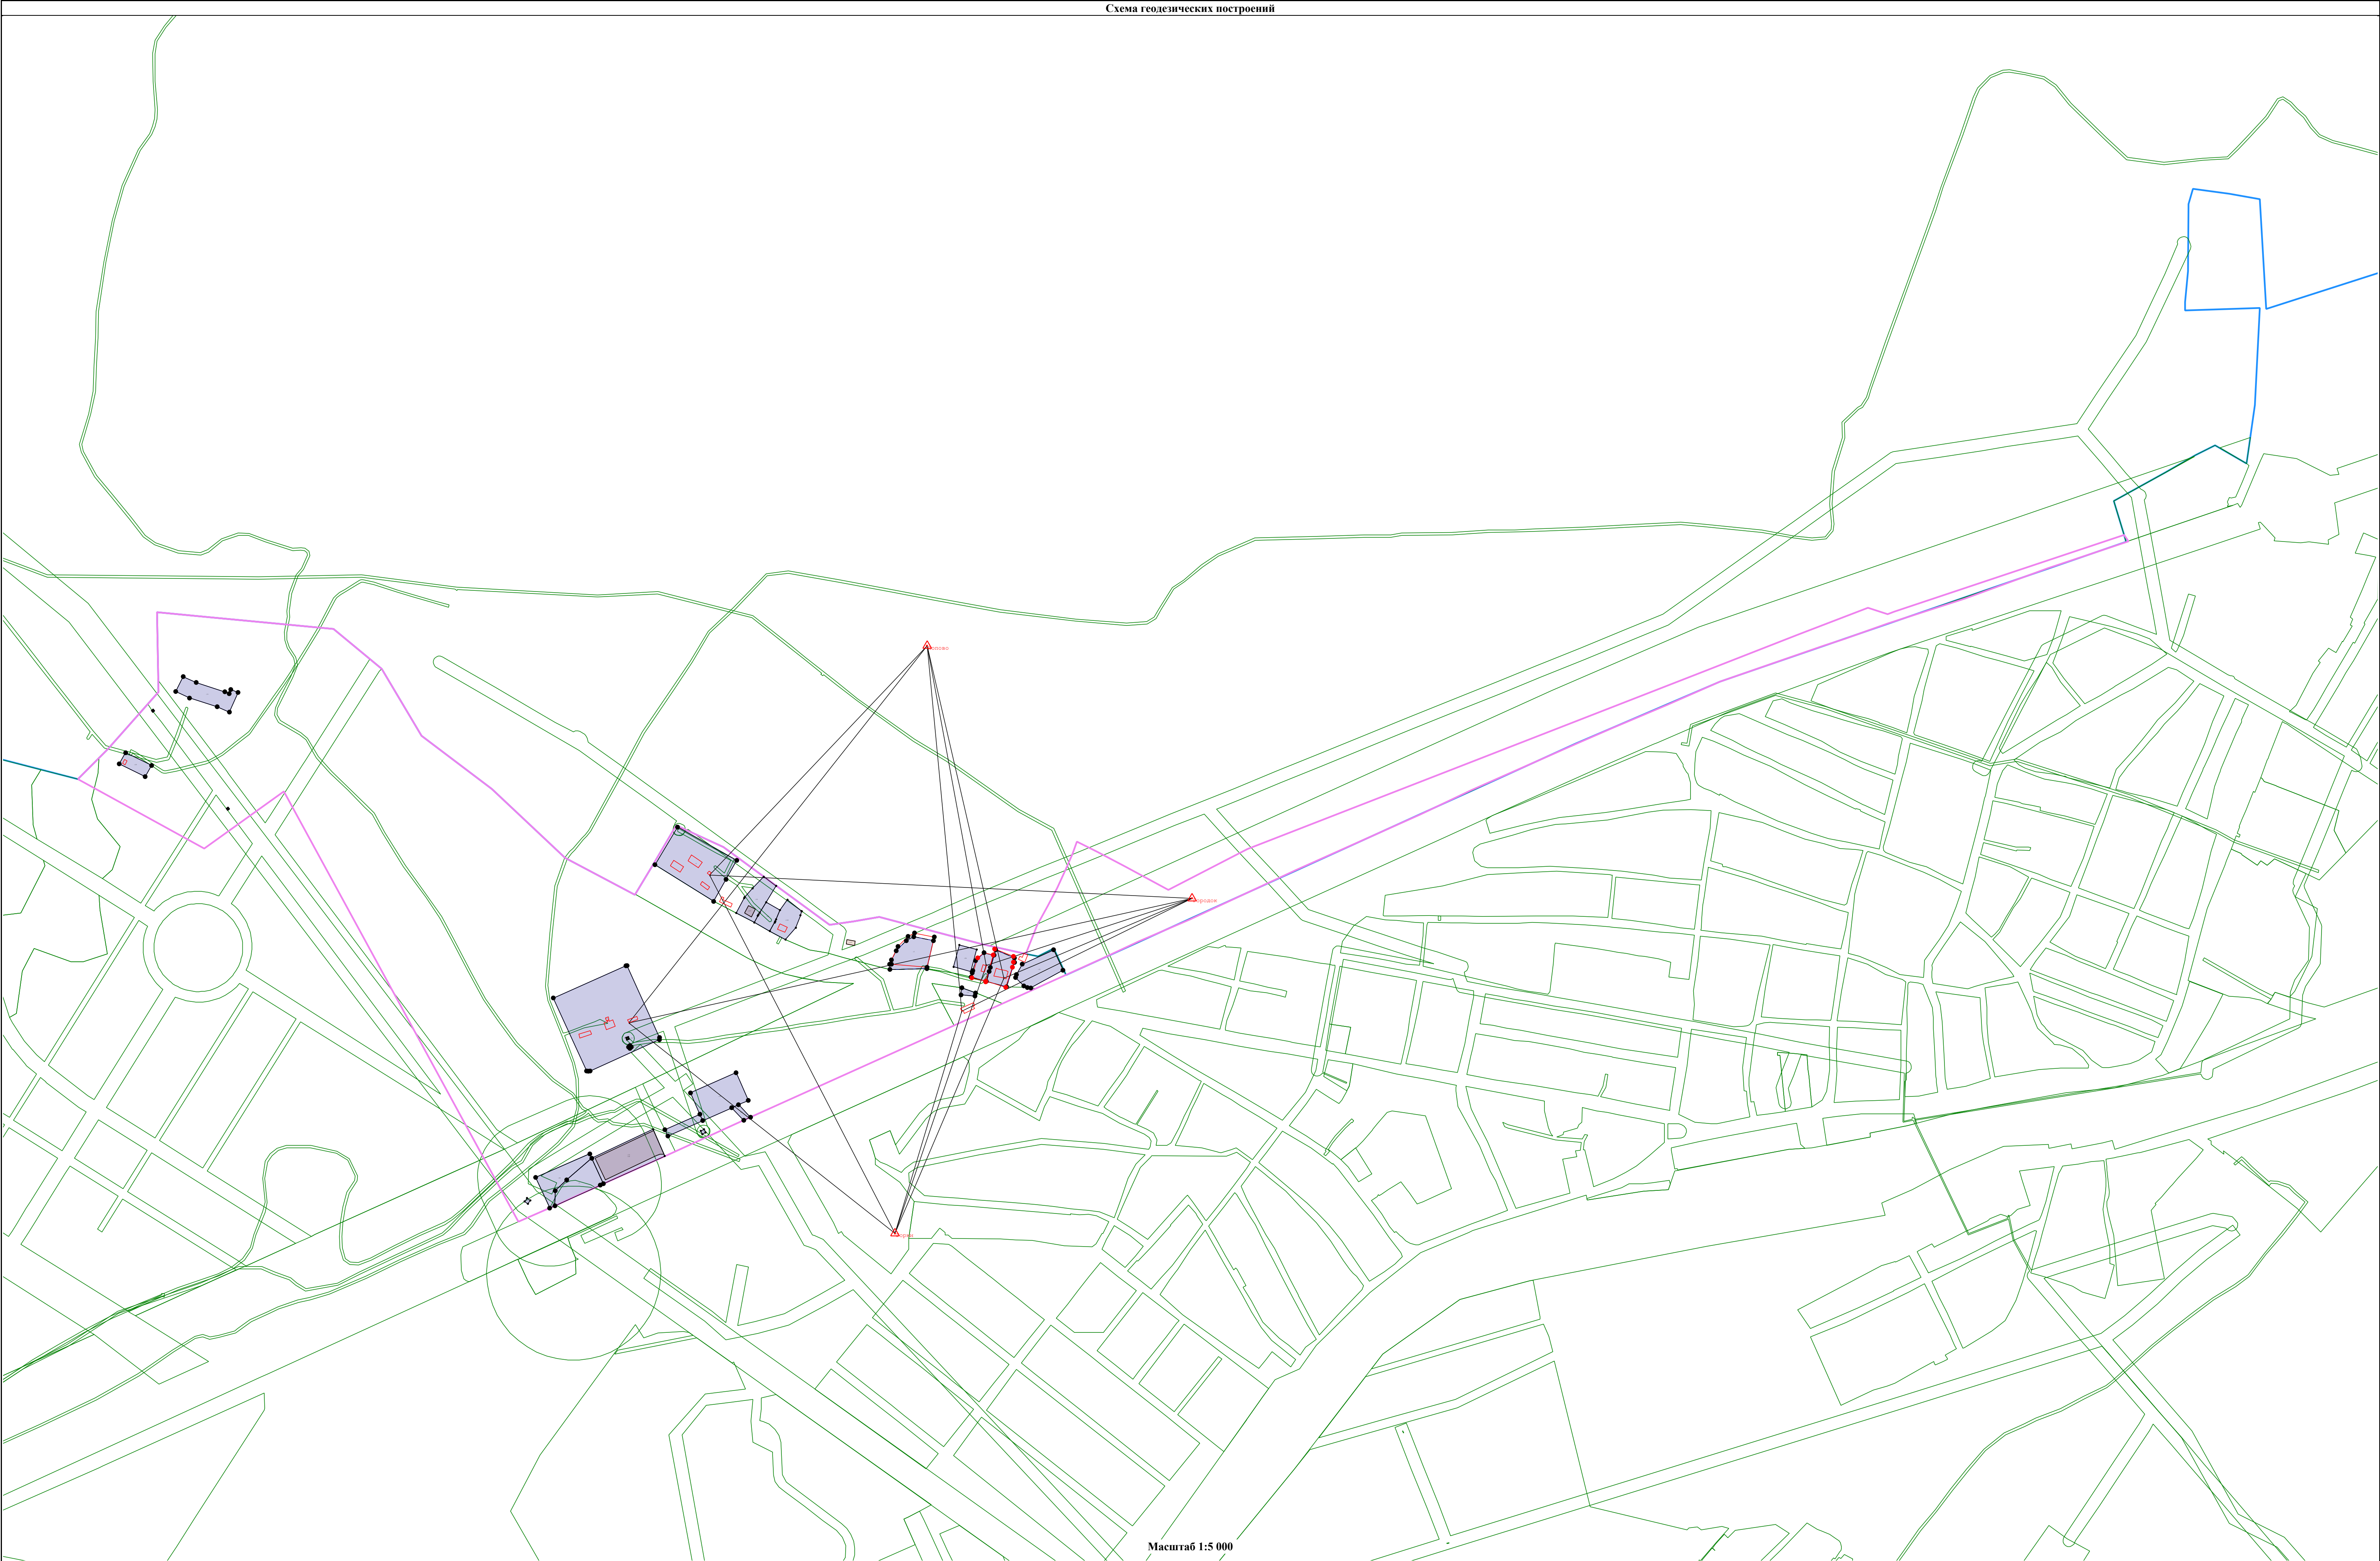 Схема геодезических построений
Масштаб 1:5 000